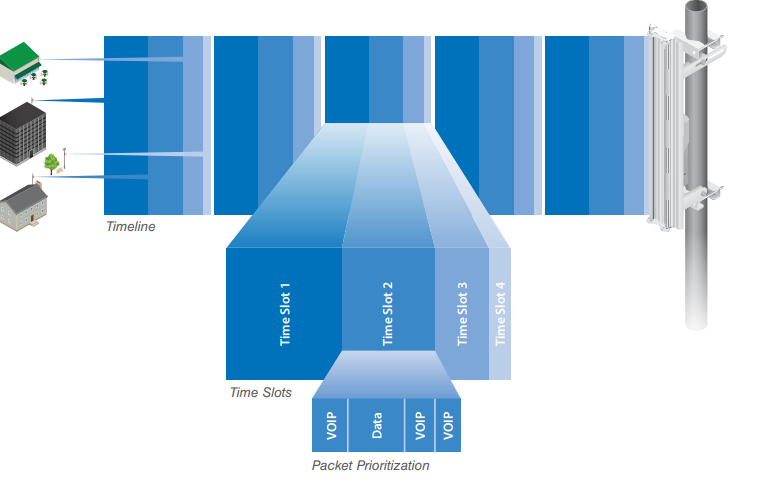 Timeline
Time Slot 1
Time Slot 2
Time Slot 3
Time Slot 4
Time Slots
VOIP
Data
VOIP
VOIP
Packet Prioritization